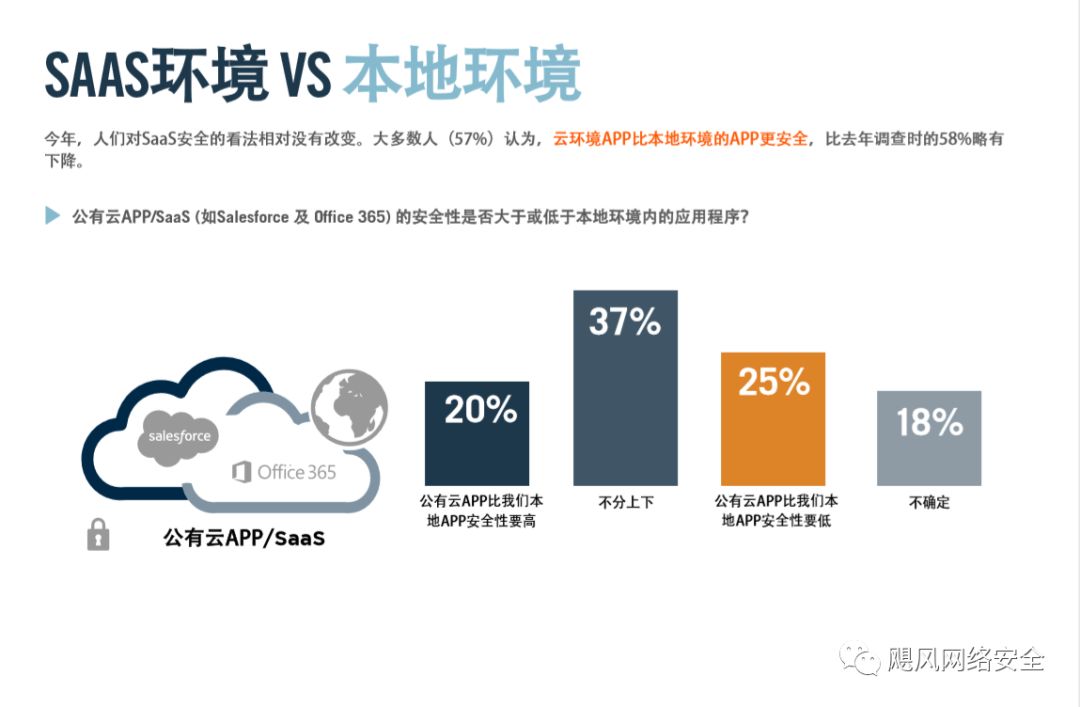 SAAS环境 VS 本地环境
今年，人们对SaaS安全的看法相对没有改变。大多数人（57%）认为，云环境APP比本地环境的APP更安全，比去年调查时的58%略有
下降。
公有云APP/SaaS (如Salesforce 及 Office 365) 的安全性是否大于或低于本地环境内的应用程序?
37%
25%
20%
18%
salesforce
Office 365
公有云APP比我们本
地APP安全性要高
不分上下
公有云APP比我们本
地APP安全性要低
不确定
公有云APP/SaaS
飓风网络安全